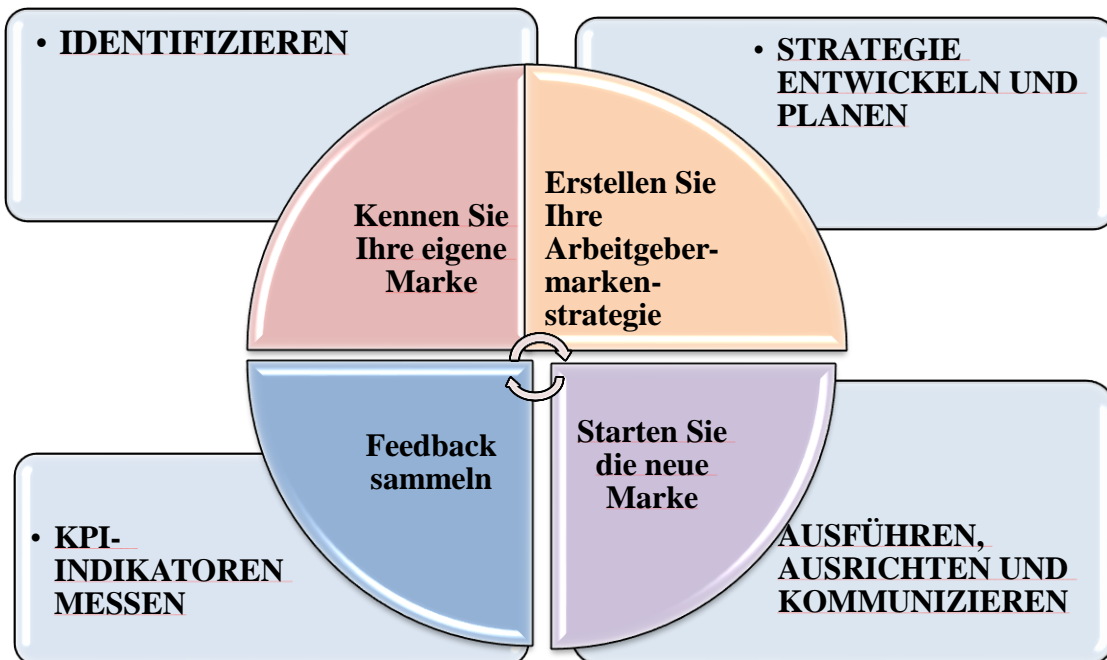 • IDENTIFIZIEREN
• STRATEGIE
ENTWICKELN UND
PLANEN
Kennen Sie
Ihre eigene
Marke
Erstellen Sie
Ihre
Arbeitgeber-
marken-
strategie
Feedback
sammeln
Starten Sie
die neue
Marke
• KPI-
INDIKATOREN
MESSEN
AUSFÜHREN,
AUSRICHTEN UND
KOMMUNIZIEREN